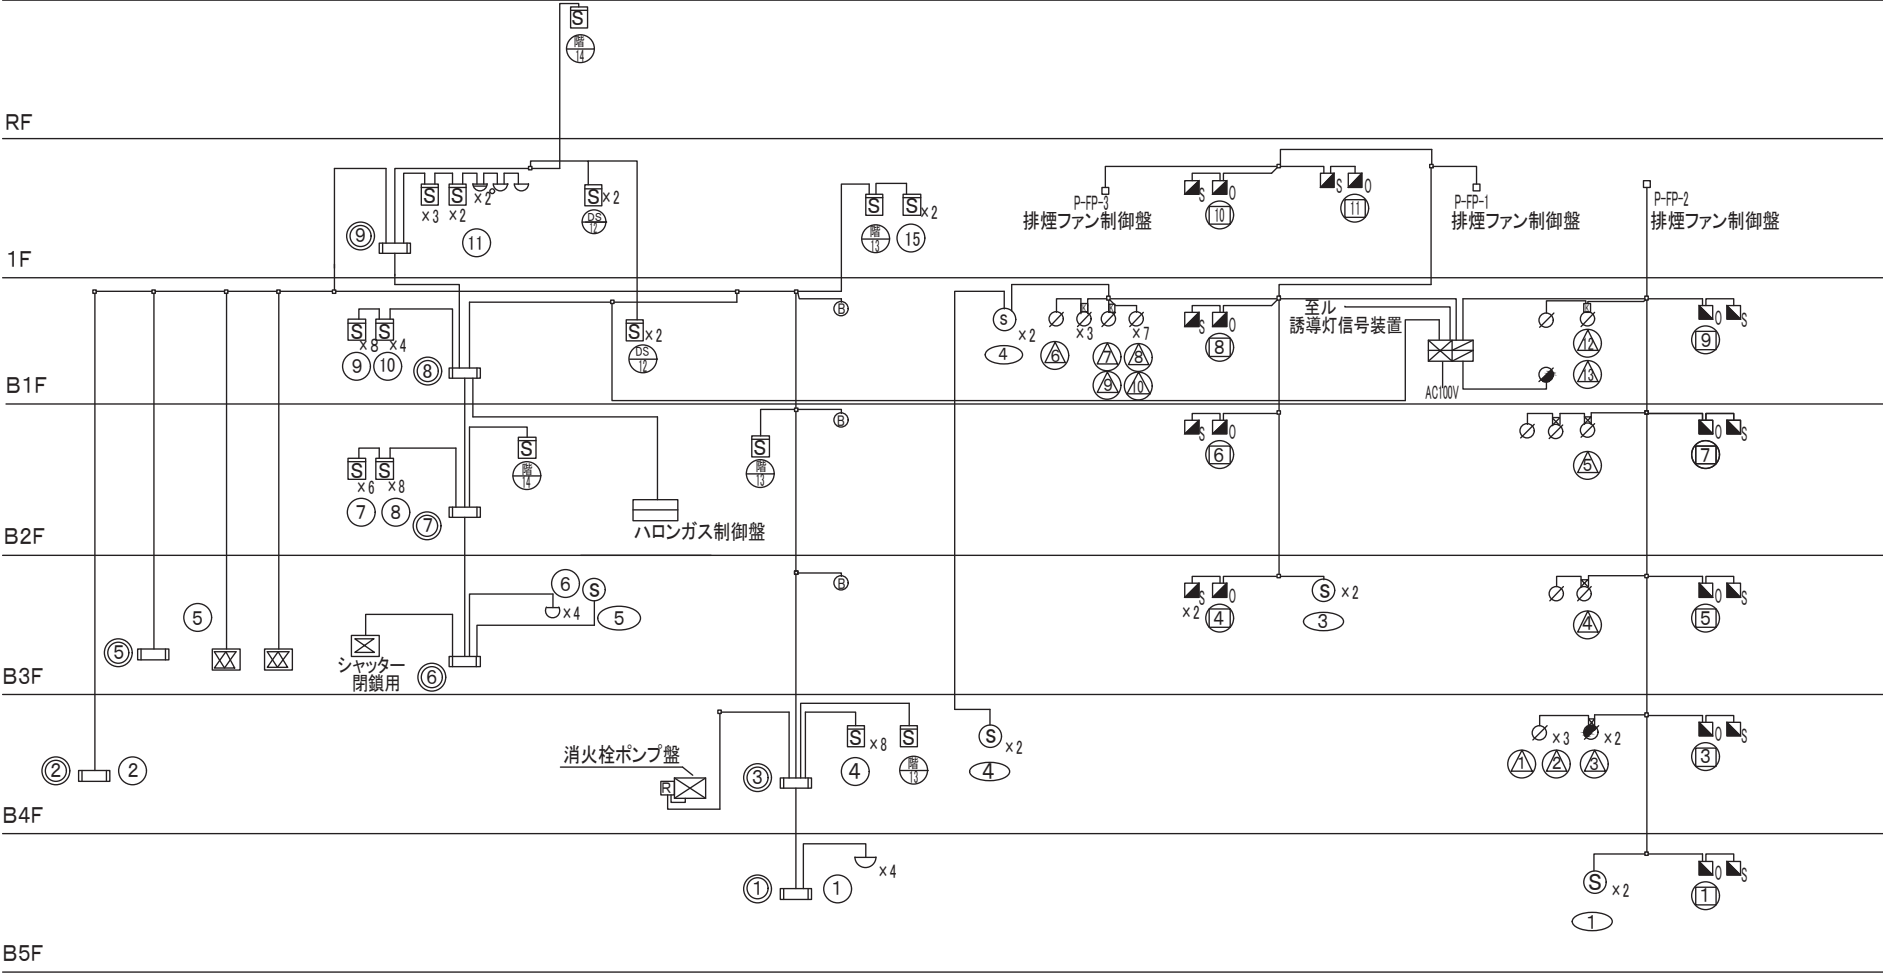 S
階
14
RF
S
×3
S
×2
×2
S
×2
DS
12
⑨
⑪
S
階
13
S
×2
⑮
P-FP-3
排煙ファン制御盤
S
O
10
S
O
11
P-FP-1
排煙ファン制御盤
P-FP-2
排煙ファン制御盤
1F
B
S
×8
S
×4
⑨
⑩
⑧
S
×2
DS
12
S
×2
4
×3
×7
6
7
8
9
10
S
O
8
至ル
誘導灯信号装置
AC100V
12
13
O
S
9
B1F
B
S
×6
S
×8
⑦
⑧
⑦
S
階
14
ハロンガス制御盤
S
階
13
S
O
6
5
O
S
7
B2F
B
⑤
⑤
シャッター
閉鎖用
⑥
⑥
×4
S
5
S
O
×2
4
S
×2
3
4
O
S
5
B3F
②
②
消火栓ポンプ盤
R
③
S
×8
④
S
階
13
S
×2
4
×3
×2
1
2
3
O
S
3
B4F
①
①
×4
S
×2
1
O
S
1
B5F